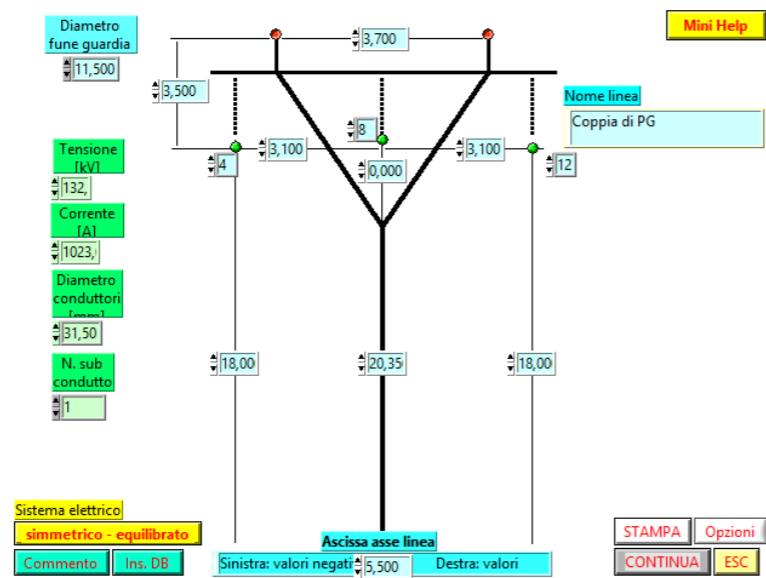 Diametro
fune guardia
11,500
3,700
Mini Help
3,500
Nome linea
Coppia di PG
8
3,100
3,100
4
0,000
12
Tensione
[kV]
132,
Corrente
[A]
1023,
Diametro
conduttori
[mm]
31,50
N. sub
condutto
1
18,00
20,35
18,00
Sistema elettrico
simmetrico - equilibrato
Commento
Ins. DB
Ascissa asse linea
Sinistra: valori negati
5,500
Destra: valori
STAMPA
Opzioni
CONTINUA
ESC